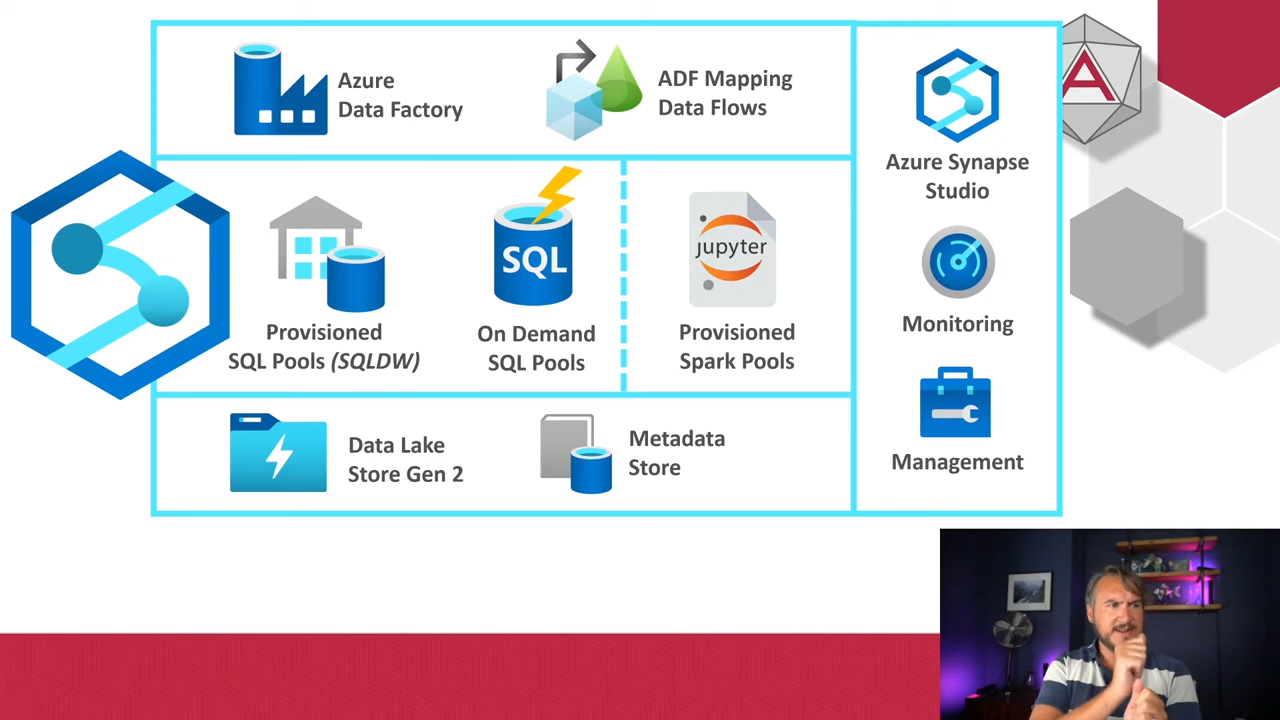 Azure
Data Factory
ADF Mapping
Data Flows
Azure Synapse
Studio
A
Provisioned
SQL Pools (SQLDW)
SQL
On Demand
SQL Pools
jupyter
Provisioned
Spark Pools
Monitoring
Data Lake
Store Gen 2
Metadata
Store
Management